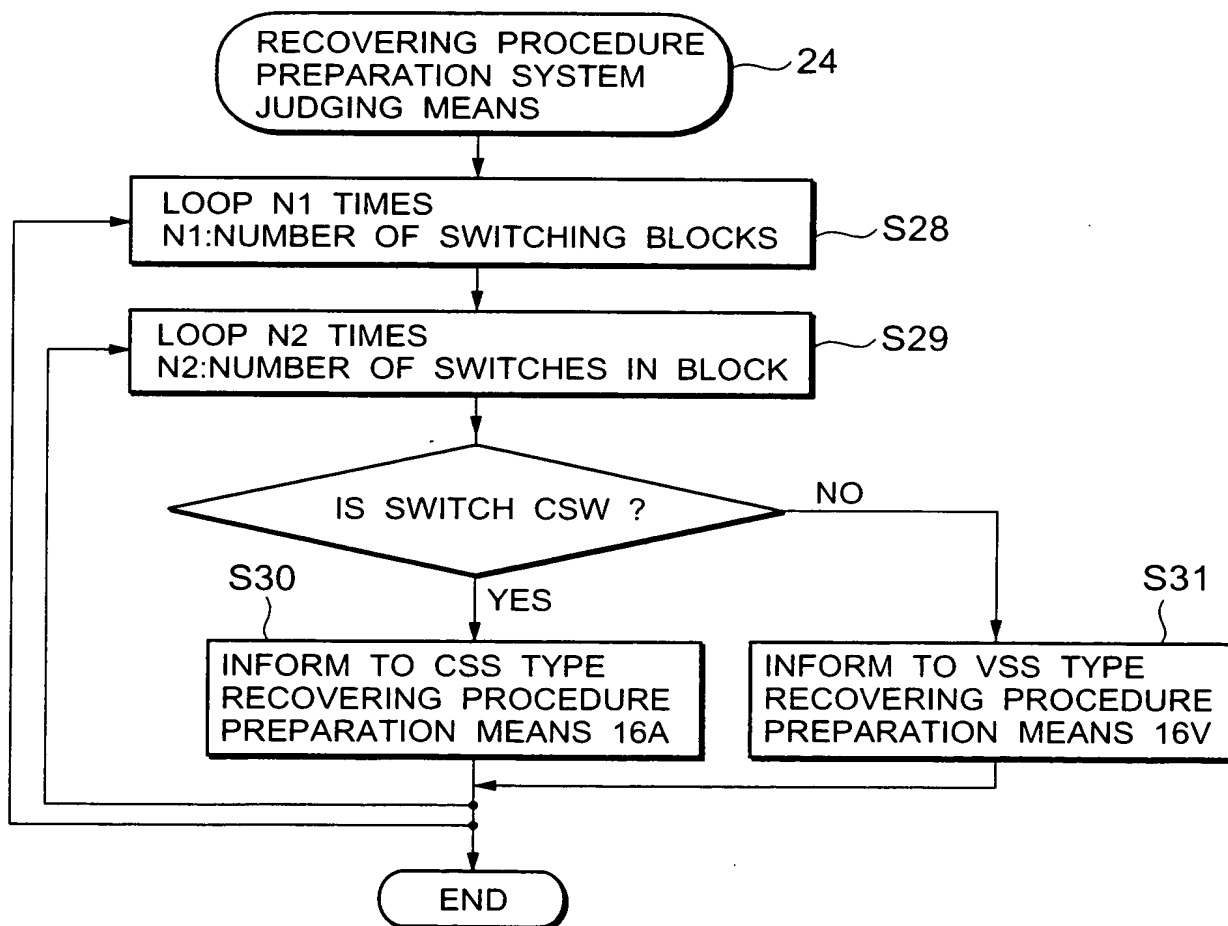 RECOVERING PROCEDURE
PREPARATION SYSTEM
JUDGING MEANS
24
LOOP N1 TIMES
N1:NUMBER OF SWITCHING BLOCKS
S28
LOOP N2 TIMES
N2:NUMBER OF SWITCHES IN BLOCK
S29
IS SWITCH CSW ?
NO
YES
S30
INFORM TO CSS TYPE
RECOVERING PROCEDURE
PREPARATION MEANS 16A
S31
INFORM TO VSS TYPE
RECOVERING PROCEDURE
PREPARATION MEANS 16V
END